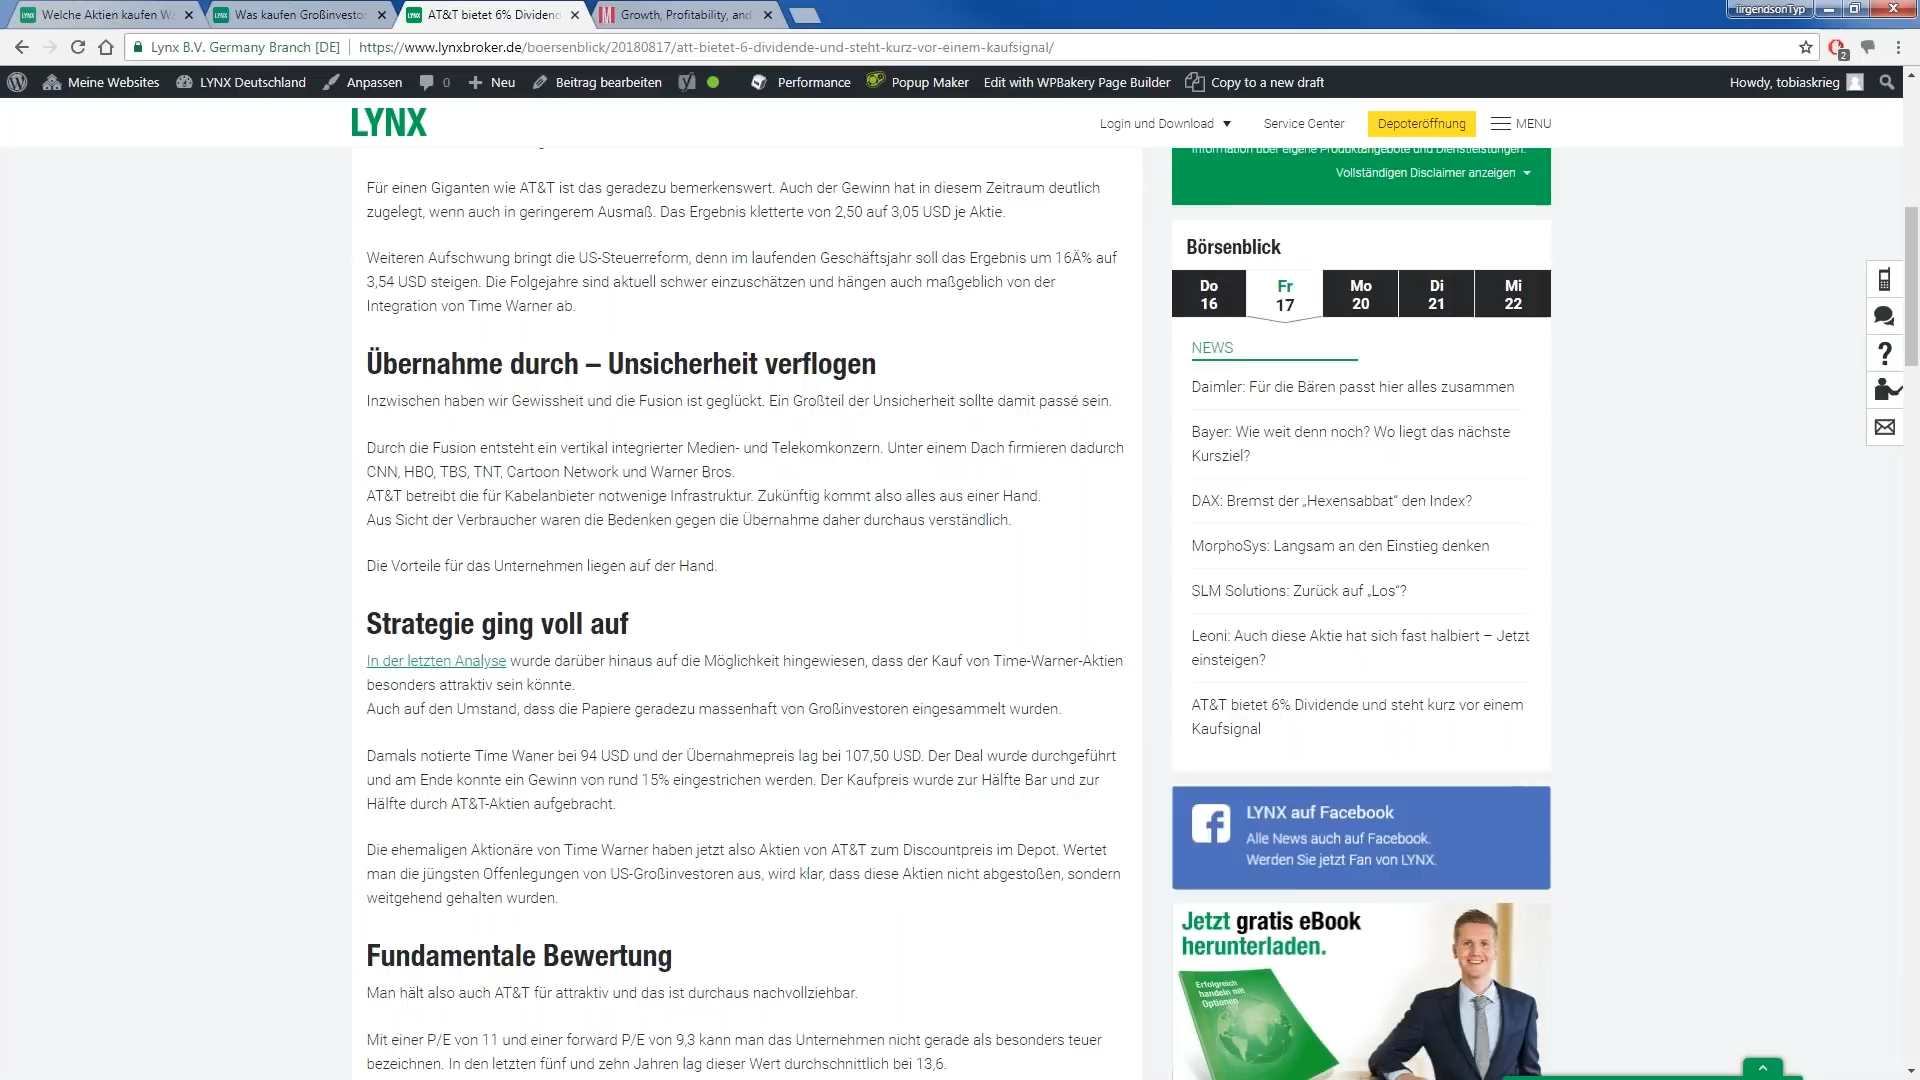 Welche Aktien kaufen W
Was kaufen Großinvesto
AT&T bietet 6% Dividend
Growth, Profitability, and
iirgendsonTyp
Lynx B.V. Germany Branch [DE]
https://www.lynxbroker.de/boersenblick/20180817/att-bietet-6-dividende-und-steht-kurz-vor-einem-kaufsignal/
2
Meine Websites
LYNX Deutschland
Anpassen
0
Neu
Beitrag bearbeiten
Performance
Popup Maker
Edit with WPBakery Page Builder
Copy to a new draft
Howdy, tobiaskrieg
LYNX
Login und Download
Service Center
Depoteröffnung
MENU
Für einen Giganten wie AT&T ist das geradezu bemerkenswert. Auch der Gewinn hat in diesem Zeitraum deutlich
zugelegt, wenn auch in geringerem Ausmaß. Das Ergebnis kletterte von 2,50 auf 3,05 USD je Aktie.
Weiteren Aufschwung bringt die US-Steuerreform, denn im laufenden Geschäftsjahr soll das Ergebnis um 16Ä% auf
3,54 USD steigen. Die Folgejahre sind aktuell schwer einzuschätzen und hängen auch maßgeblich von der
Integration von Time Warner ab.
Übernahme durch – Unsicherheit verflogen
Inzwischen haben wir Gewissheit und die Fusion ist geglückt. Ein Großteil der Unsicherheit sollte damit passé sein.
Durch die Fusion entsteht ein vertikal integrierter Medien- und Telekomkonzern. Unter einem Dach firmieren dadurch
CNN, HBO, TBS, TNT, Cartoon Network und Warner Bros.
AT&T betreibt die für Kabelanbieter notwenige Infrastruktur. Zukünftig kommt also alles aus einer Hand.
Aus Sicht der Verbraucher waren die Bedenken gegen die Übernahme daher durchaus verständlich.
Die Vorteile für das Unternehmen liegen auf der Hand.
Strategie ging voll auf
In der letzten Analyse wurde darüber hinaus auf die Möglichkeit hingewiesen, dass der Kauf von Time-Warner-Aktien
besonders attraktiv sein könnte.
Auch auf den Umstand, dass die Papiere geradezu massenhaft von Großinvestoren eingesammelt wurden.
Damals notierte Time Waner bei 94 USD und der Übernahmepreis lag bei 107,50 USD. Der Deal wurde durchgeführt
und am Ende konnte ein Gewinn von rund 15% eingestrichen werden. Der Kaufpreis wurde zur Hälfte Bar und zur
Hälfte durch AT&T-Aktien aufgebracht.
Die ehemaligen Aktionäre von Time Warner haben jetzt also Aktien von AT&T zum Discountpreis im Depot. Wertet
man die jüngsten Offenlegungen von US-Großinvestoren aus, wird klar, dass diese Aktien nicht abgestoßen, sondern
weitgehend gehalten wurden.
Fundamentale Bewertung
Man hält also auch AT&T für attraktiv und das ist durchaus nachvollziehbar.
Mit einer P/E von 11 und einer forward P/E von 9,3 kann man das Unternehmen nicht gerade als besonders teuer
bezeichnen. In den letzten fünf und zehn Jahren lag dieser Wert durchschnittlich bei 13,6.
Information über eigene Produktangebote und Dienstleistungen.
Vollständigen Disclaimer anzeigen
Börsenblick
Do
16
Fr
17
Mo
20
Di
21
Mi
22
NEWS
Daimler: Für die Bären passt hier alles zusammen
Bayer: Wie weit denn noch? Wo liegt das nächste
Kursziel?
DAX: Bremst der „Hexensabbat“ den Index?
MorphoSys: Langsam an den Einstieg denken
SLM Solutions: Zurück auf „Los“?
Leoni: Auch diese Aktie hat sich fast halbiert – Jetzt
einsteigen?
AT&T bietet 6% Dividende und steht kurz vor einem
Kaufsignal
LYNX auf Facebook
Alle News auch auf Facebook.
Werden Sie jetzt Fan von LYNX.
Jetzt gratis eBook
herunterladen.
Erfolgreich
handeln mit
Optionen